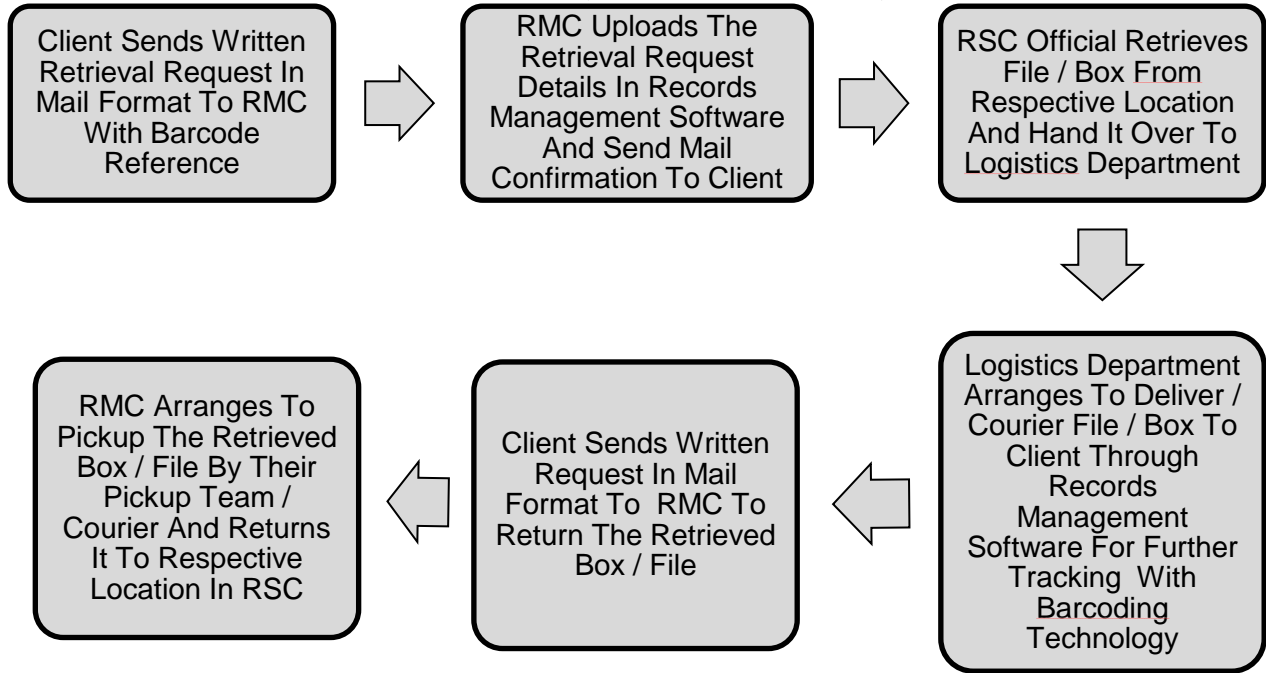 Client Sends Written
Retrieval Request In
Mail Format To RMC
With Barcode
Reference
RMC Uploads The
Retrieval Request
Details In Records
Management Software
And Send Mail
Confirmation To Client
RSC Official Retrieves
File / Box From
Respective Location
And Hand It Over To
Logistics Department
Logistics Department
Arranges To Deliver /
Courier File / Box To
Client Through
Records
Management
Software For Further
Tracking With
Barcoding
Technology
Client Sends Written
Request In Mail
Format To RMC To
Return The Retrieved
Box / File
RMC Arranges To
Pickup The Retrieved
Box / File By Their
Pickup Team /
Courier And Returns
It To Respective
Location In RSC